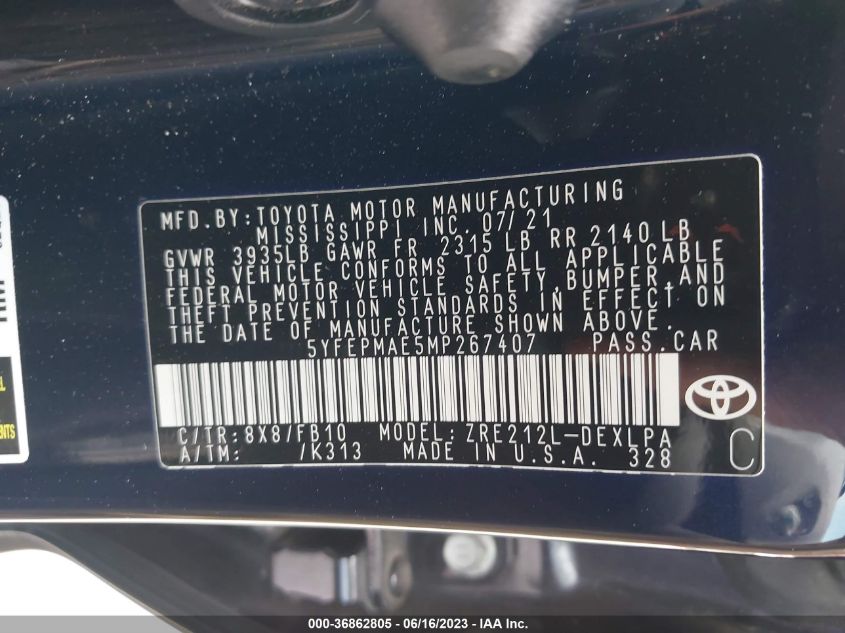 MFD.BY:TOYOTA MOTOR MANUFACTURING
MISSISSIPPI INC. 07/21
GVWR 3935LB GAWR FR 2315 LB RR 2140 LB
THIS VEHICLE CONFORMS TO ALL APPLICABLE
FEDERAL MOTOR VEHICLE SAFETY,BUMPER,AND
THEFT PREVENTION STANDARDS IN EFFECT ON
THE DATE OF MANUFACTURE SHOWN ABOVE.
5YFEPMAE5MP267407 PASS.CAR
C/TR:8X8/FB10 MODEL:ZRE212L-DEXLPA
A/TM: /K313 MADE IN U.S.A. 328
C
000-36862805 / 06/16/2023 - IAA Inc.